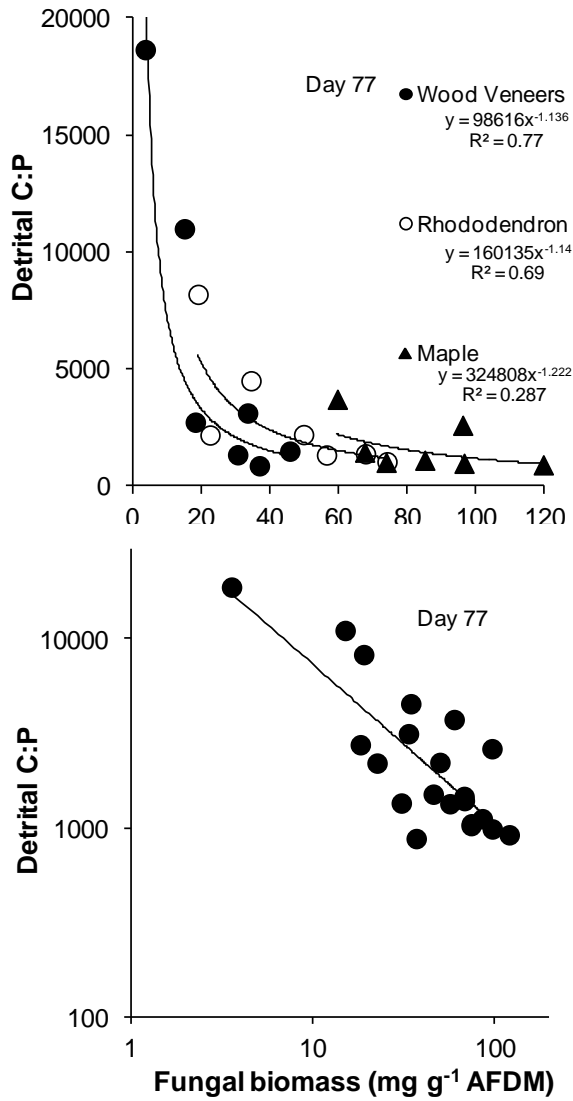 20000
15000
10000
5000
0
Detrital C:P
Day 77
Wood Veneers
y = 98616x^-1.136
R² = 0.77
Rhododendron
y = 160135x^-1.14
R² = 0.69
Maple
y = 324808x^-1.222
R² = 0.287
0 20 40 60 80 100 120
10000
1000
100
Detrital C:P
Day 77
1 10 100
Fungal biomass (mg g^-1 AFDM)